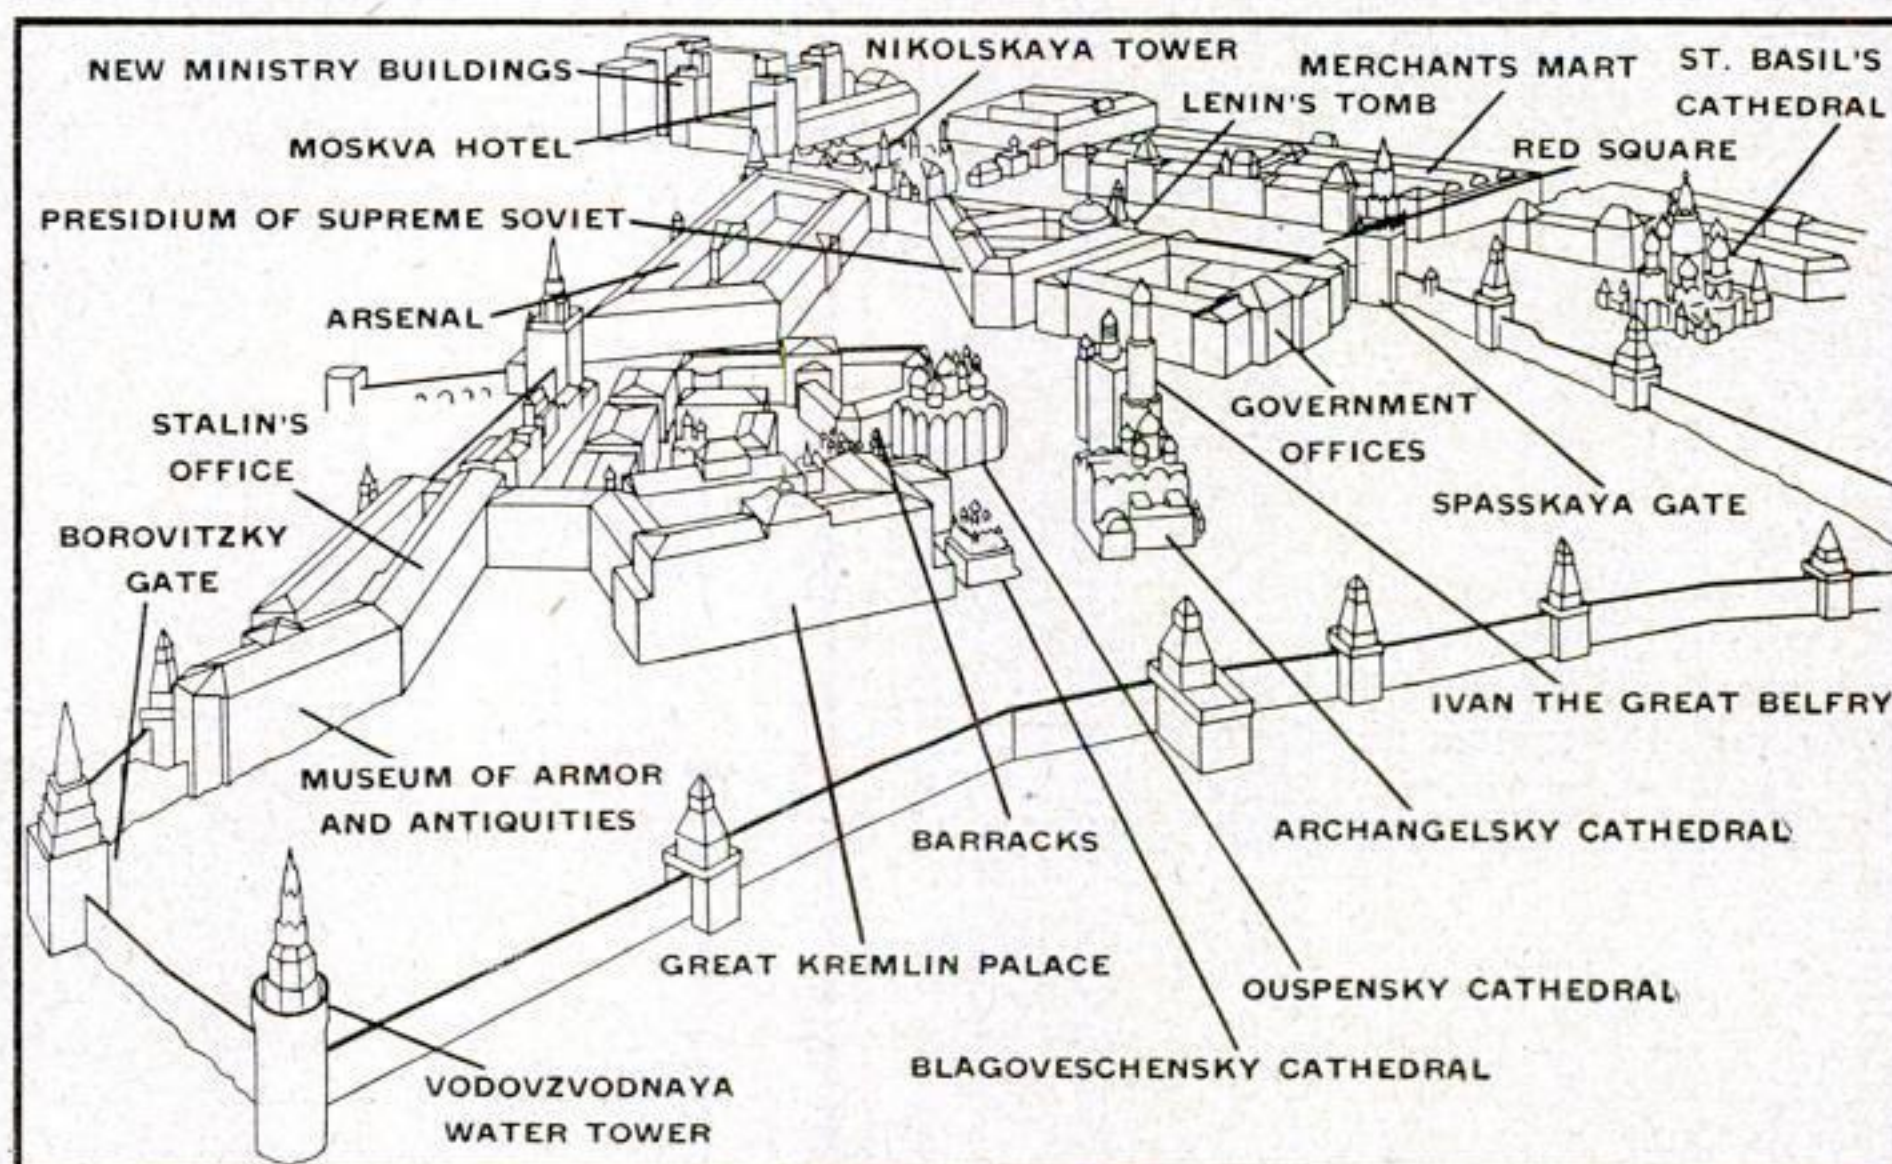 NEW MINISTRY BUILDINGS
NIKOLSKAYA TOWER
MERCHANTS MART
ST. BASIL'S
CATHEDRAL
LENIN'S TOMB
MOSKVA HOTEL
RED SQUARE
PRESIDIUM OF SUPREME SOVIET
ARSENAL
STALIN'S
OFFICE
GOVERNMENT
OFFICES
SPASSKAYA GATE
BOROVITZKY
GATE
IVAN THE GREAT BELFRY
MUSEUM OF ARMOR
AND ANTIQUITIES
BARRACKS
ARCHANGELSKY CATHEDRAL
GREAT KREMLIN PALACE
OUSPENSKY CATHEDRAL
BLAGOVESCHENSKY CATHEDRAL
VODOVZVODNAYA
WATER TOWER